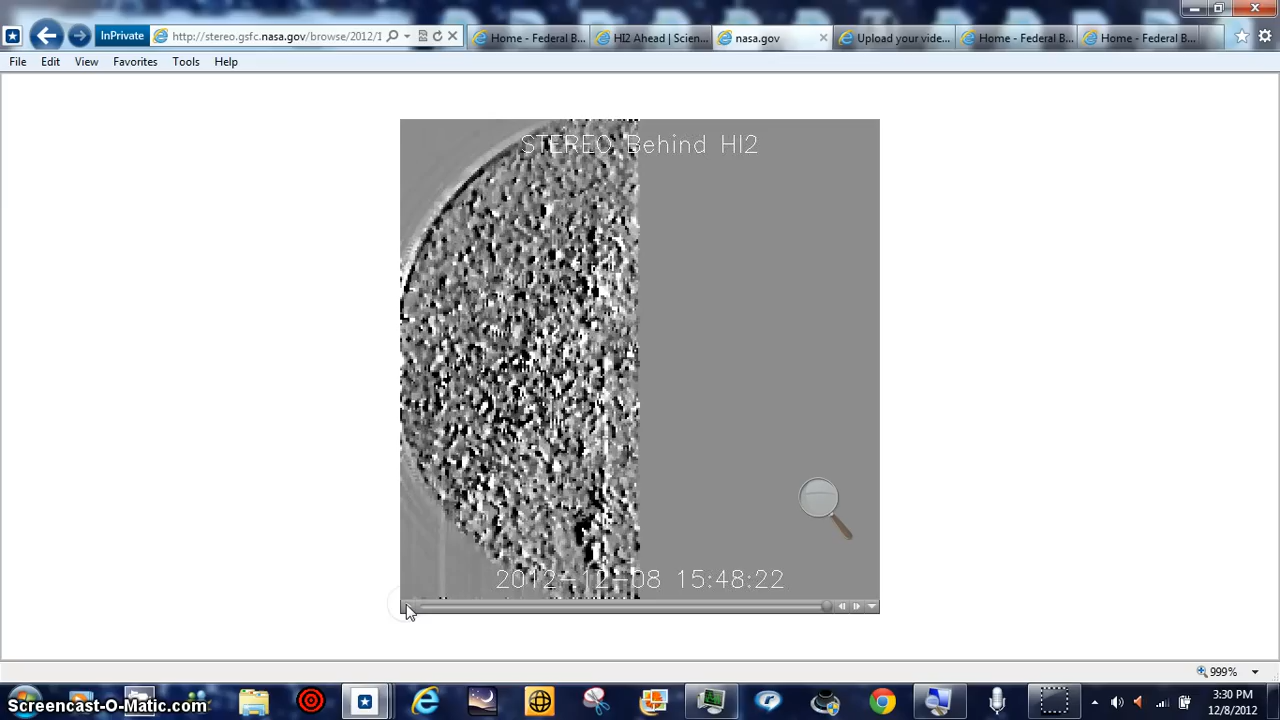 InPrivate
http://stereo.gsfc.nasa.gov/browse/2012/1
Home - Federal B...
HI2 Ahead | Scien...
nasa.gov
Upload your vide...
Home - Federal B...
Home - Federal B...
File Edit View Favorites Tools Help
STEREO Behind HI2
2012-12-08 15:48:22
999%
Screencast-O-Matic.com
3:30 PM
12/8/2012